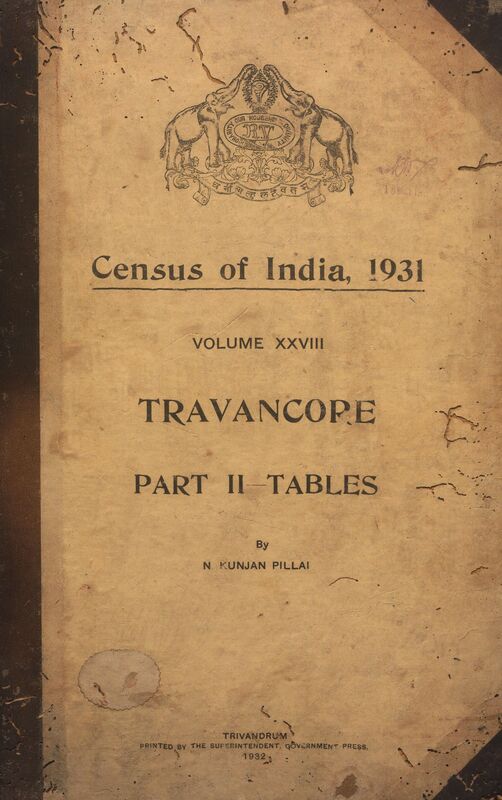 RV
Census of India, 1931
VOLUME XXVIII
TRAVANCORE
PART II—TABLES
By
N. KUNJAN PILLAI
TRIVANDRUM
PRINTED BY THE SUPERINTENDENT, GOVERNMENT PRESS,
1932